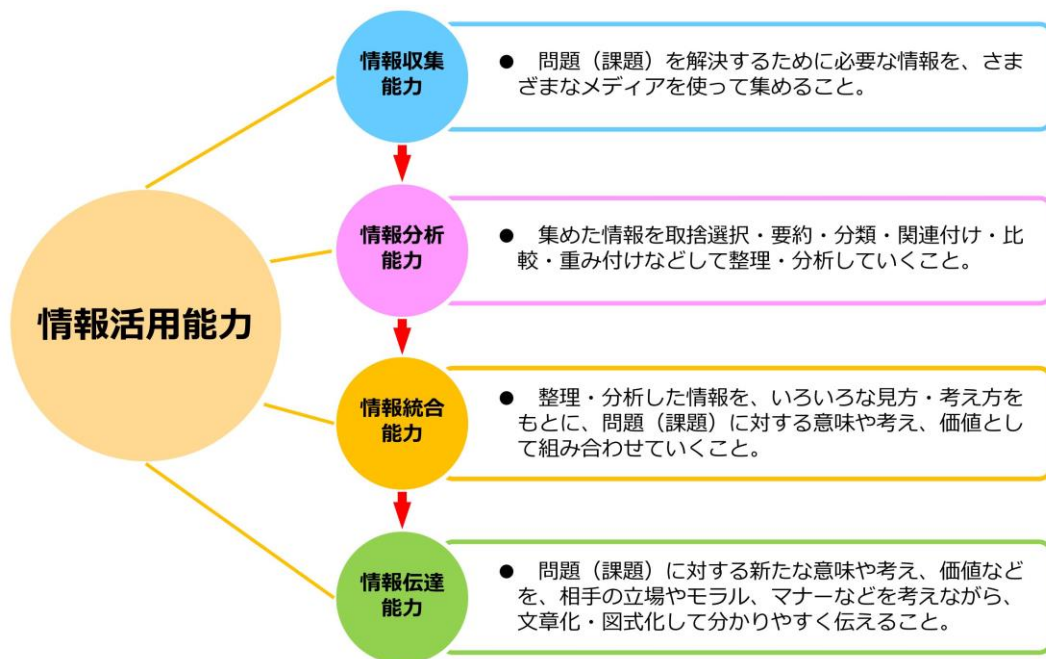 情報活用能力
情報収集
能力
● 問題（課題）を解決するために必要な情報を、さま
ざまなメディアを使って集めること。
情報分析
能力
● 集めた情報を取捨選択・要約・分類・関連付け・比
較・重み付けなどして整理・分析していくこと。
情報統合
能力
● 整理・分析した情報を、いろいろな見方・考え方を
もとに、問題（課題）に対する意味や考え、価値とし
て組み合わせていくこと。
情報伝達
能力
● 問題（課題）に対する新たな意味や考え、価値など
を、相手の立場やモラル、マナーなどを考えながら、
文章化・図式化して分かりやすく伝えること。